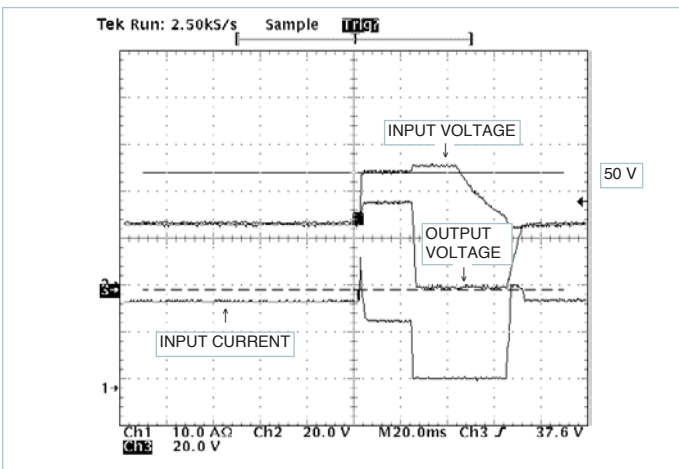 Tek Run: 2.50kS/s Sample Trig?
INPUT VOLTAGE
50 V
OUTPUT
VOLTAGE
INPUT CURRENT
1
Ch1 10.0 AΩ Ch2 20.0 V M20.0ms Ch3 37.6 V
Ch3 20.0 V